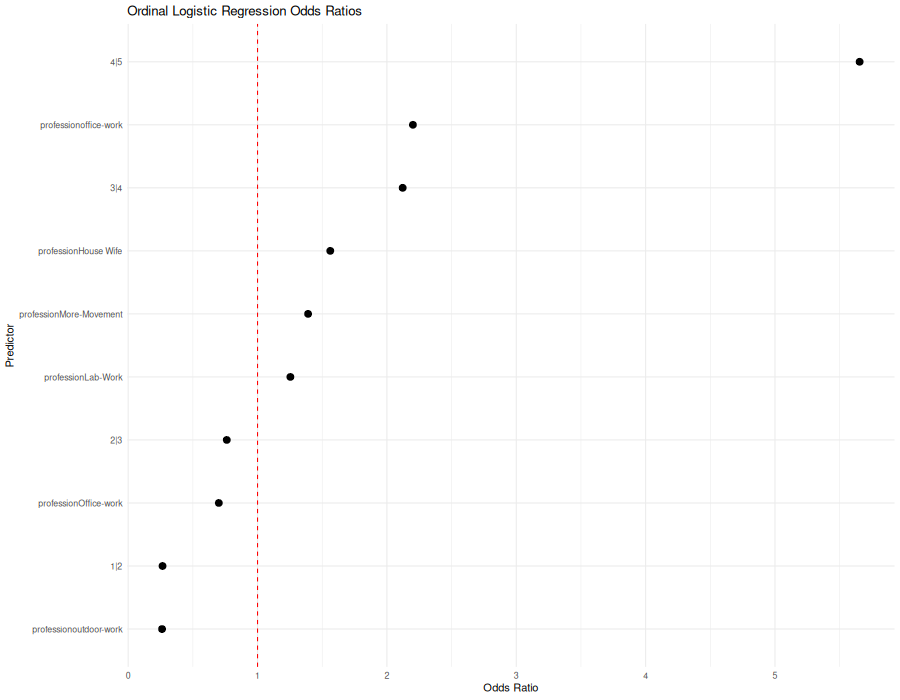 Ordinal Logistic Regression Odds Ratios
Predictor
4|5
professionoffice-work
3|4
professionHouse Wife
professionMore-Movement
professionLab-Work
2|3
professionOffice-work
1|2
professionoutdoor-work
0 1 2 3 4 5
Odds Ratio